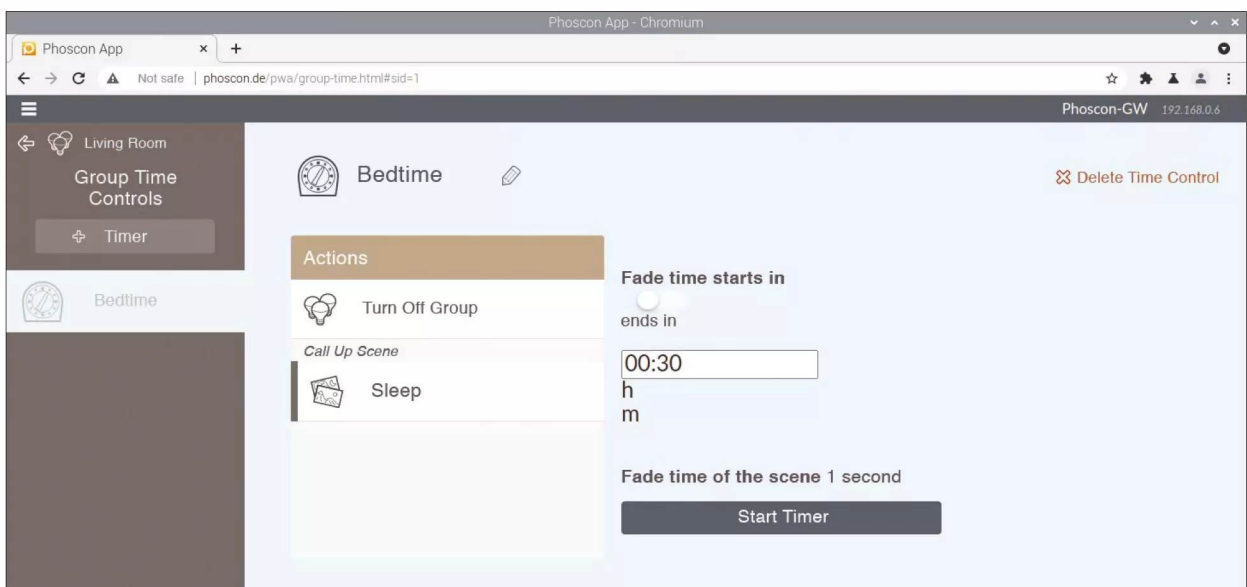 Phoscon App - Chromium
Phoscon App
Not safe | phoscon.de/pwa/group-time.html#sid=1
Phoscon-GW 192.168.0.6
Living Room
Group Time
Controls
Timer
Bedtime
Bedtime
Delete Time Control
Actions
Turn Off Group
Call Up Scene
Sleep
Fade time starts in
ends in
00:30
h
m
Fade time of the scene 1 second
Start Timer